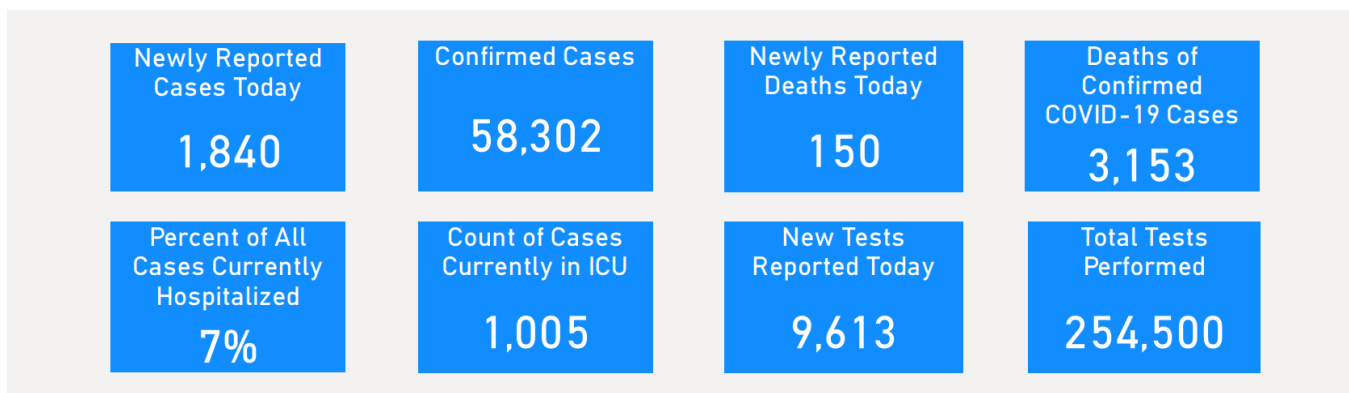 Newly Reported
Cases Today
1,840
Confirmed Cases
58,302
Newly Reported
Deaths Today
150
Deaths of
Confirmed
COVID-19 Cases
3,153
Percent of All
Cases Currently
Hospitalized
7%
Count of Cases
Currently in ICU
1,005
New Tests
Reported Today
9,613
Total Tests
Performed
254,500